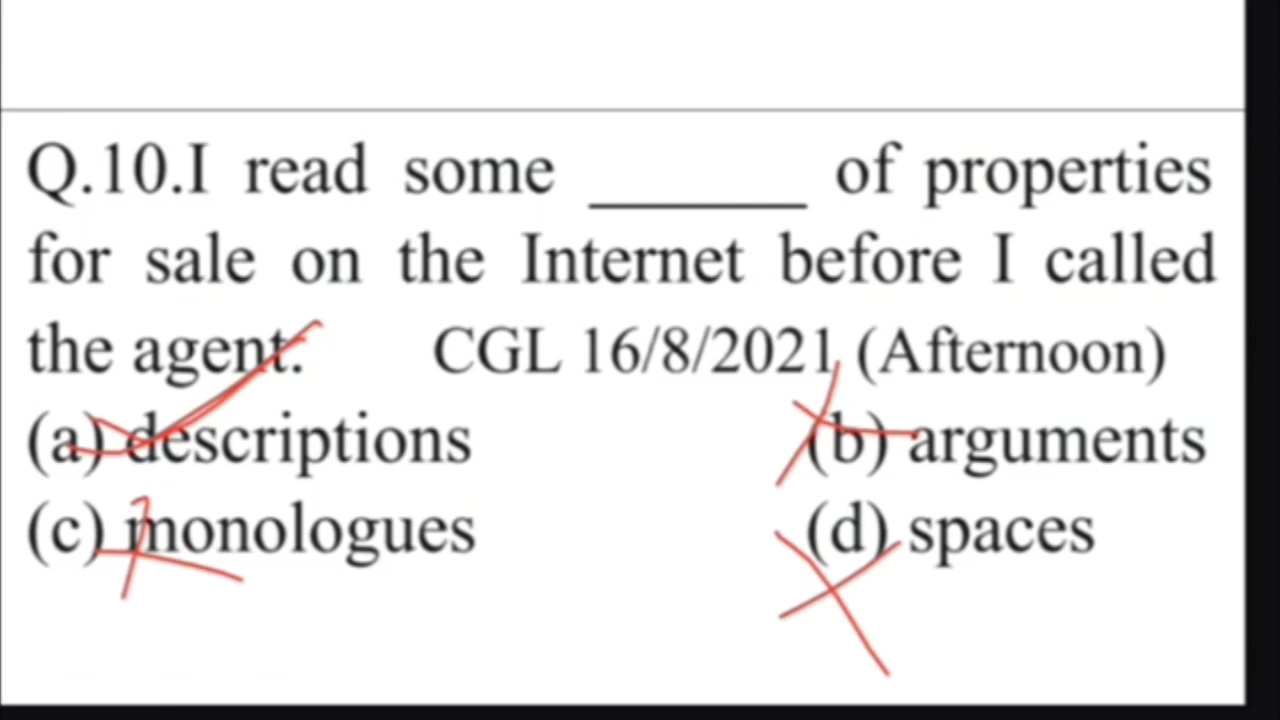 Q.10.I read some _______ of properties
for sale on the Internet before I called
the agent. CGL 16/8/2021 (Afternoon)
(a) descriptions (b) arguments
(c) monologues (d) spaces